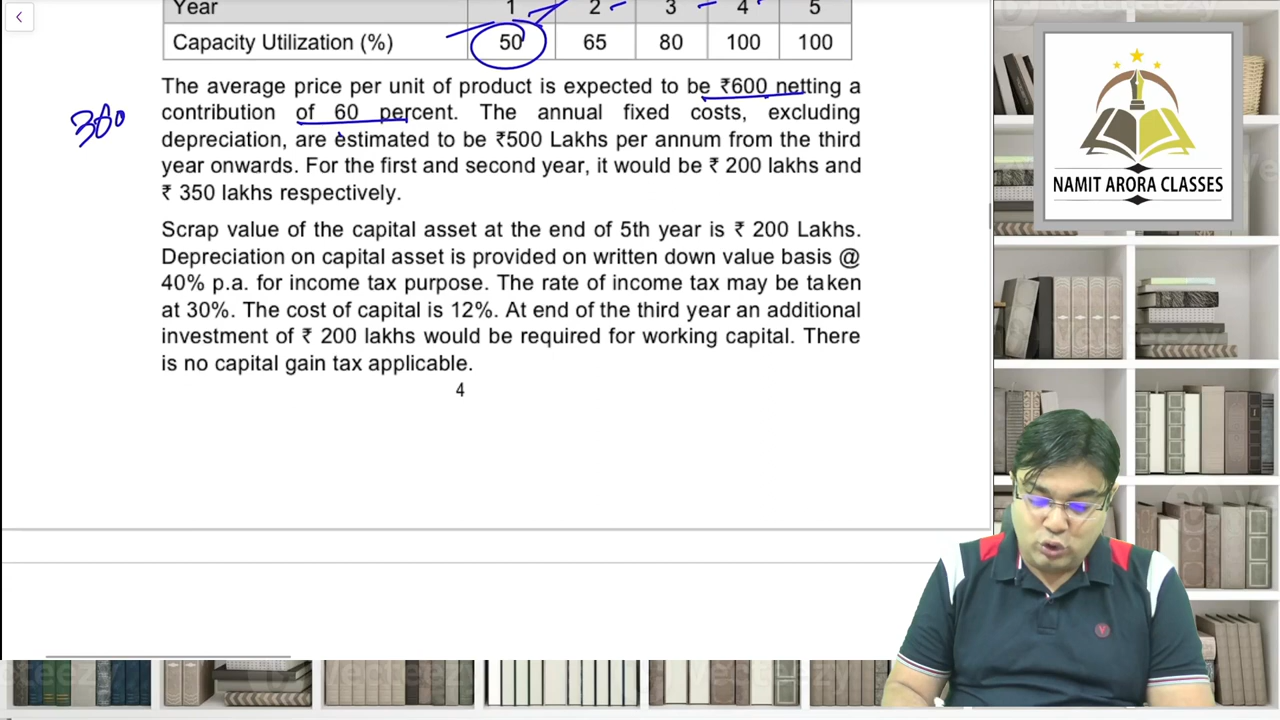 Year 1 2 3 4 5
Capacity Utilization (%) 50 65 80 100 100
The average price per unit of product is expected to be ₹600 netting a
contribution of 60 percent. The annual fixed costs, excluding
depreciation, are estimated to be ₹500 Lakhs per annum from the third
year onwards. For the first and second year, it would be ₹ 200 lakhs and
₹ 350 lakhs respectively.
360
Scrap value of the capital asset at the end of 5th year is ₹ 200 Lakhs.
Depreciation on capital asset is provided on written down value basis @
40% p.a. for income tax purpose. The rate of income tax may be taken
at 30%. The cost of capital is 12%. At end of the third year an additional
investment of ₹ 200 lakhs would be required for working capital. There
is no capital gain tax applicable.
4
NAMIT ARORA CLASSES
Vecteezy